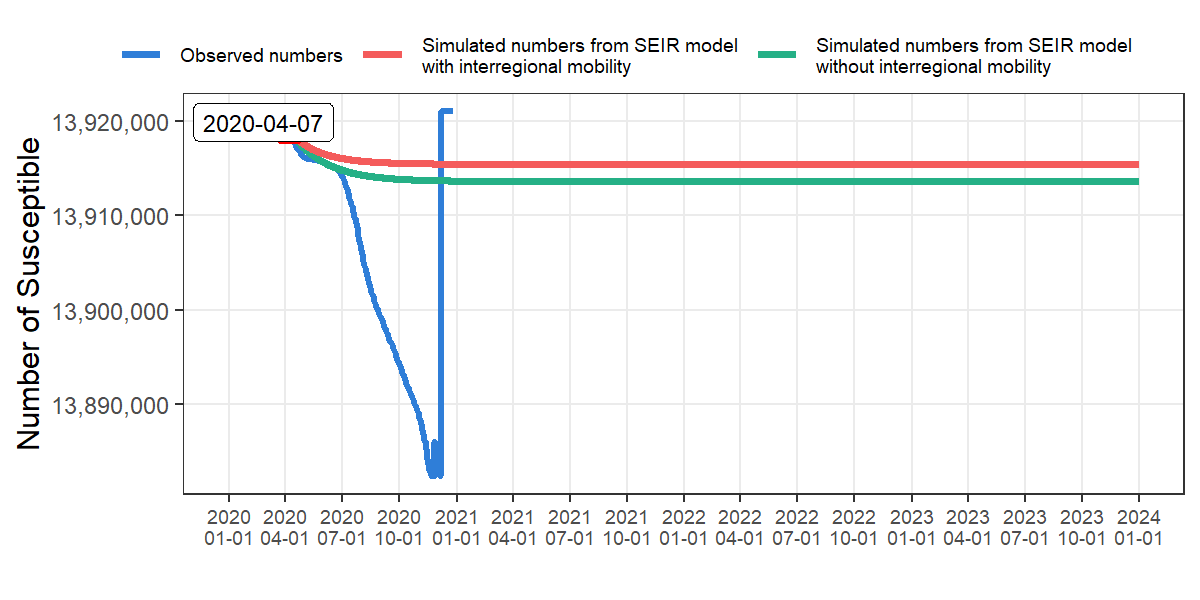 Observed numbers
Simulated numbers from SEIR model
with interregional mobility
Simulated numbers from SEIR model
without interregional mobility
2020-04-07
Number of Susceptible
13,920,000
13,910,000
13,900,000
13,890,000
2020 2020 2020 2020 2021 2021 2021 2021 2022 2022 2022 2022 2023 2023 2023 2023 2024
01-01 04-01 07-01 10-01 01-01 04-01 07-01 10-01 01-01 04-01 07-01 10-01 01-01 04-01 07-01 10-01 01-01